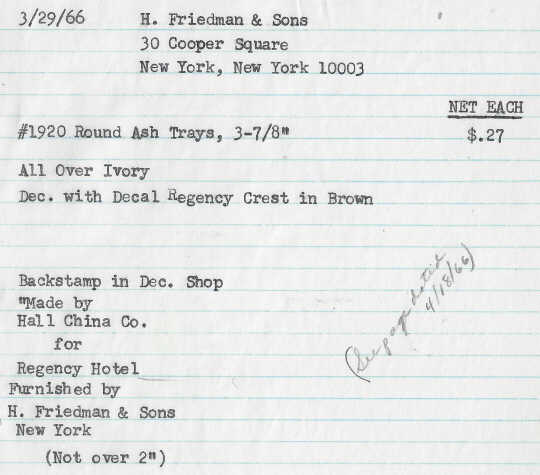 3/29/66 H. Friedman & Sons
30 Cooper Square
New York, New York 10003
NET EACH
#1920 Round Ash Trays, 3-7/8" $.27
All Over Ivory
Dec. with Decal Regency Crest in Brown
Backstamp in Dec. Shop
"Made by
Hall China Co.
for
Regency Hotel
Furnished by
H. Friedman & Sons
New York
(Not over 2")
(See page dated
4/18/66)